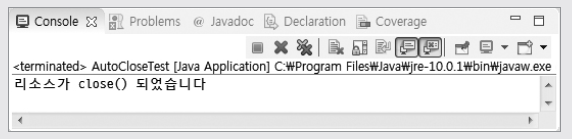 Console Problems @ Javadoc Declaration Coverage
<terminated> AutoCloseTest [Java Application] C:₩Program Files₩Java₩jre-10.0.1₩bin₩javaw.exe
리소스가 close() 되었습니다